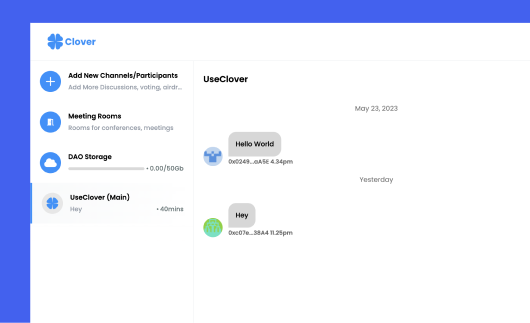 Clover
Add New Channels/Participants
Add More Discussions, voting, airdr...
Meeting Rooms
Rooms for conferences, meetings
DAO Storage
• 0.00/50Gb
UseClover (Main)
Hey
• 40mins
UseClover
May 23, 2023
Hello World
0x0249...aA5E 4.34pm
Yesterday
Hey
0xc07e...38A4 11.25pm